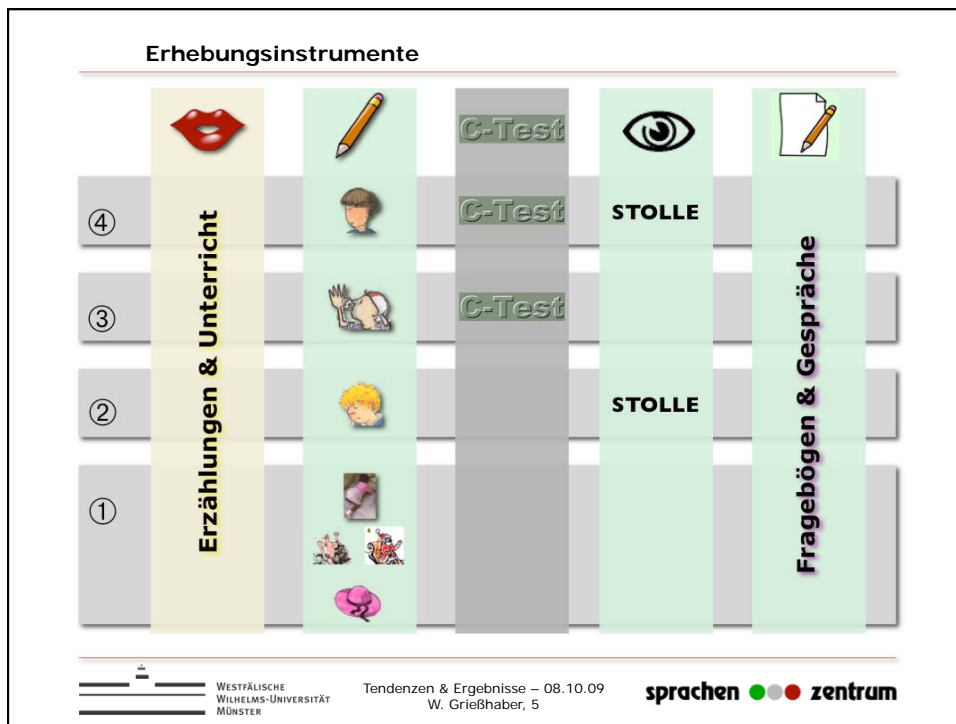 Erhebungsinstrumente
C-Test
④
C-Test
STOLLE
③
C-Test
②
STOLLE
①
Erzählungen & Unterricht
Fragebögen & Gespräche
WESTFÄLISCHE
WILHELMS-UNIVERSITÄT
MÜNSTER
Tendenzen & Ergebnisse – 08.10.09
W. Grießhaber, 5
sprachen zentrum